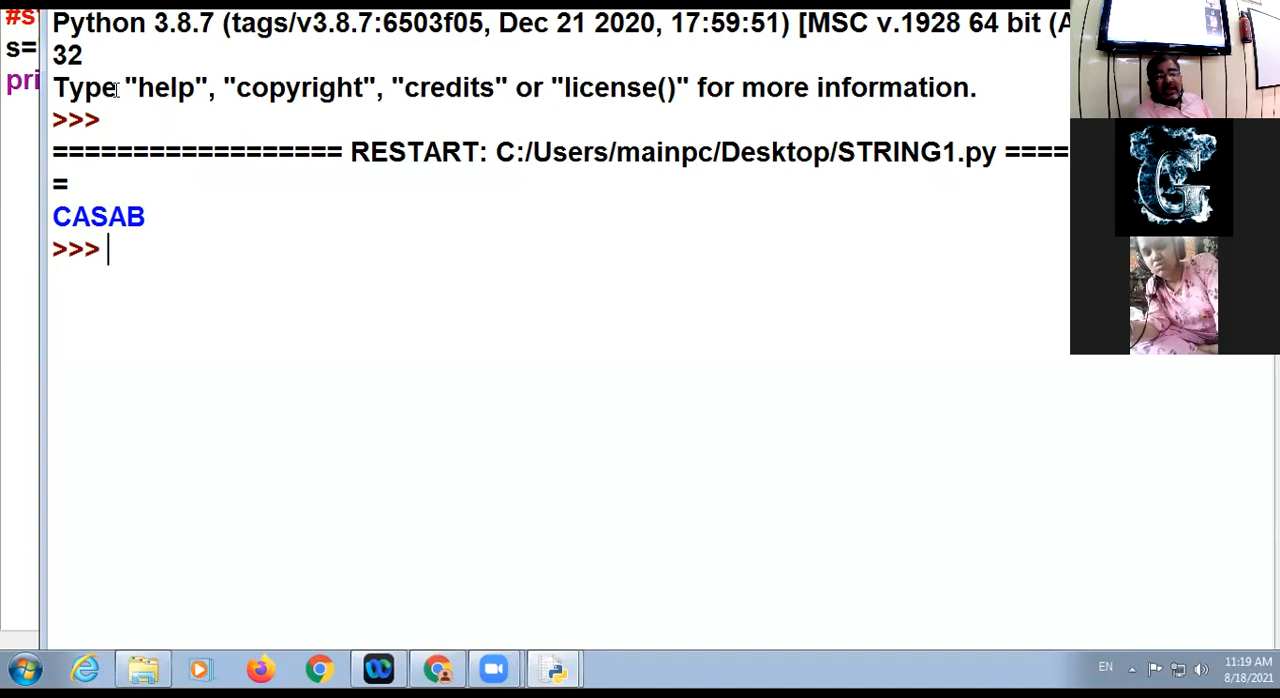 #s
s=
pri
Python 3.8.7 (tags/v3.8.7:6503f05, Dec 21 2020, 17:59:51) [MSC v.1928 64 bit (A
32
Type "help", "copyright", "credits" or "license()" for more information.
>>>
================== RESTART: C:/Users/mainpc/Desktop/STRING1.py ====
=
CASAB
>>>
G
EN
11:19 AM
8/18/2021